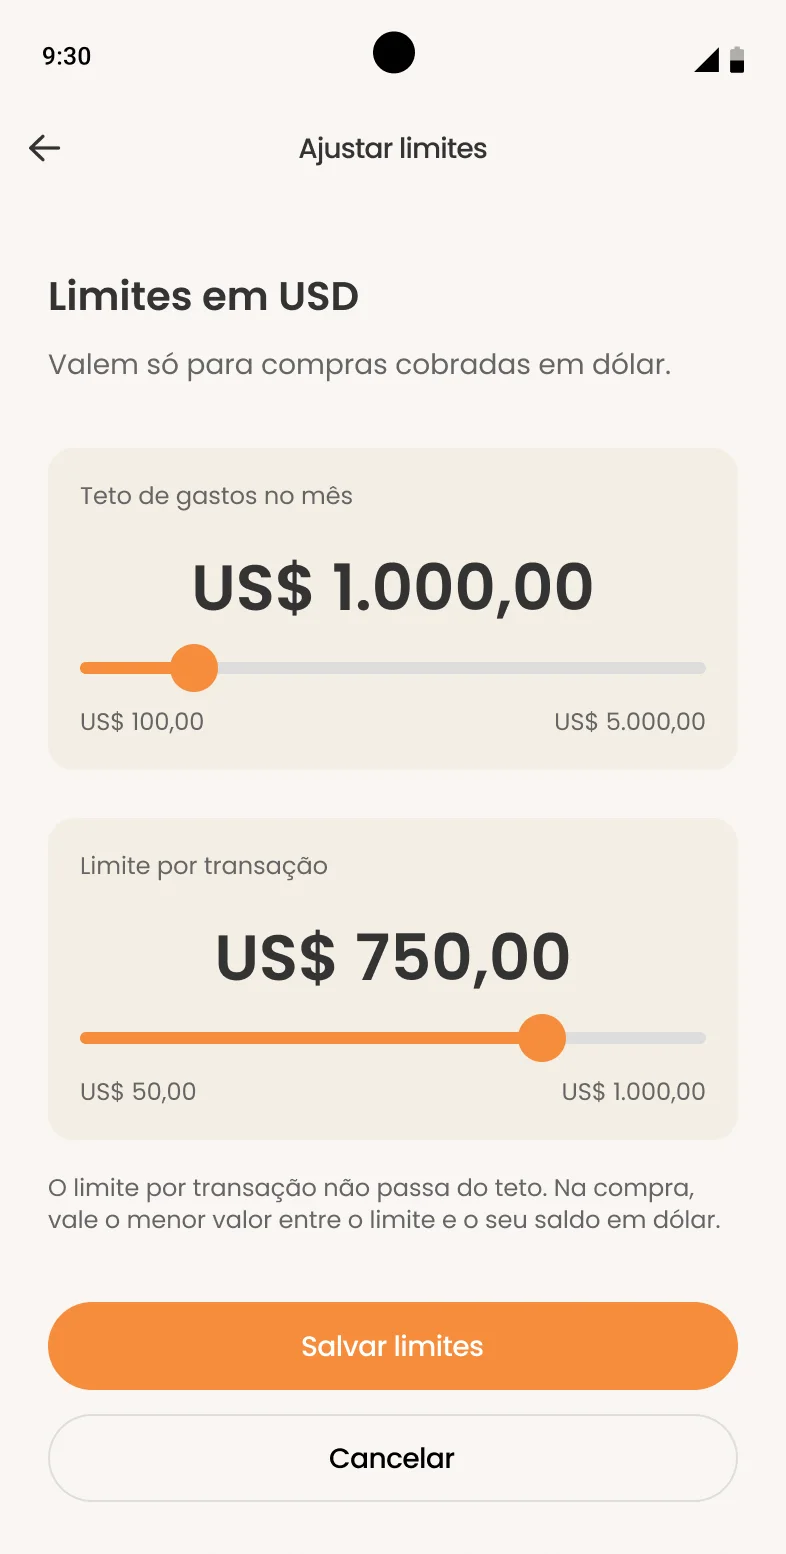 9:30
Ajustar limites
Limites em USD
Valem só para compras cobradas em dólar.
Teto de gastos no mês
US$ 1.000,00
US$ 100,00
US$ 5.000,00
Limite por transação
US$ 750,00
US$ 50,00
US$ 1.000,00
O limite por transação não passa do teto. Na compra,
vale o menor valor entre o limite e o seu saldo em dólar.
Salvar limites
Cancelar